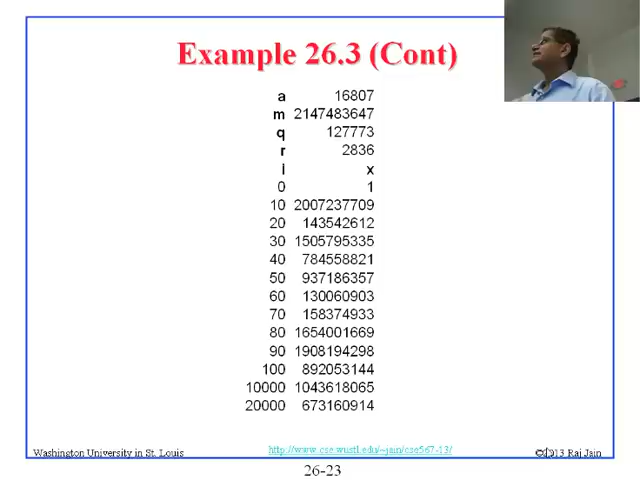 Example 26.3 (Cont)
a 16807
m 2147483647
q 127773
r 2836
i x
0 1
10 2007237709
20 143542612
30 1505795335
40 784558821
50 937186357
60 130060903
70 158374933
80 1654001669
90 1908194298
100 892053144
10000 1043618065
20000 673160914
Washington University in St. Louis http://www.cse.wustl.edu/~jain/cse567-13/ ©2013 Raj Jain
26-23